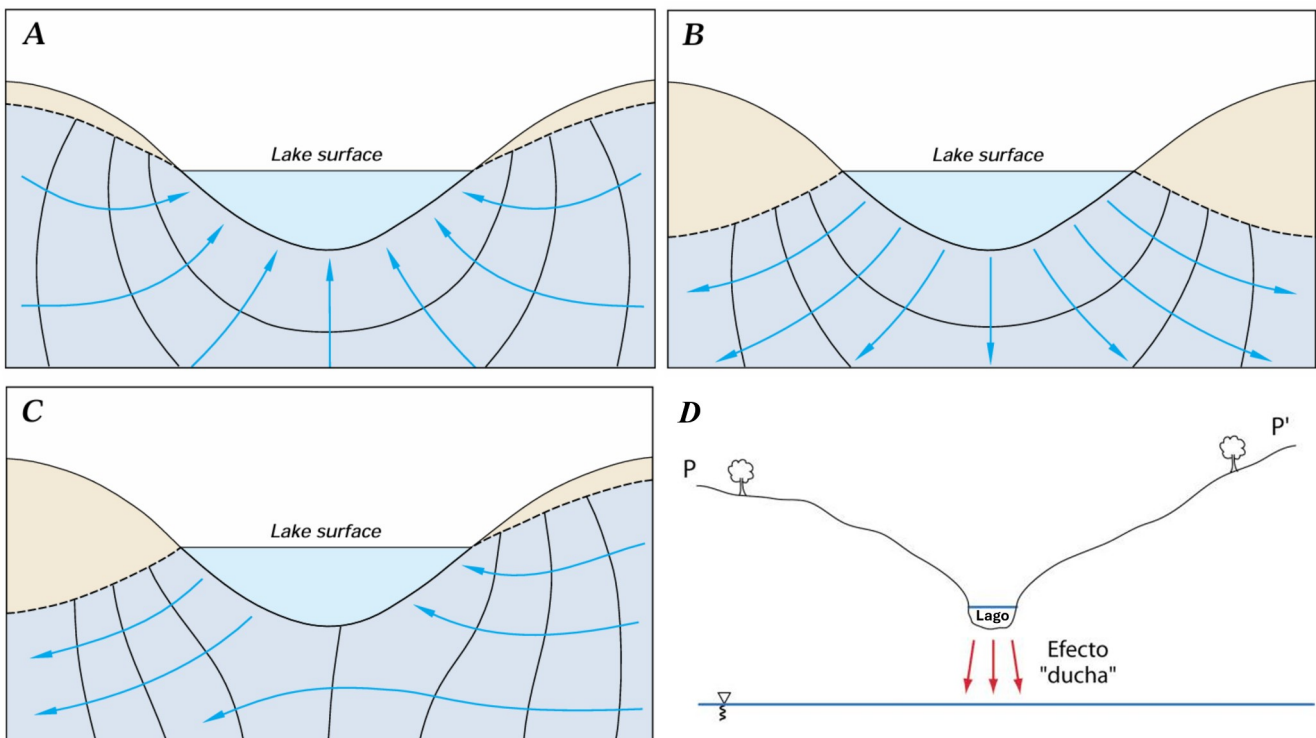 A
Lake surface
B
Lake surface
C
Lake surface
D
P
P'
Lago
Efecto
"ducha"